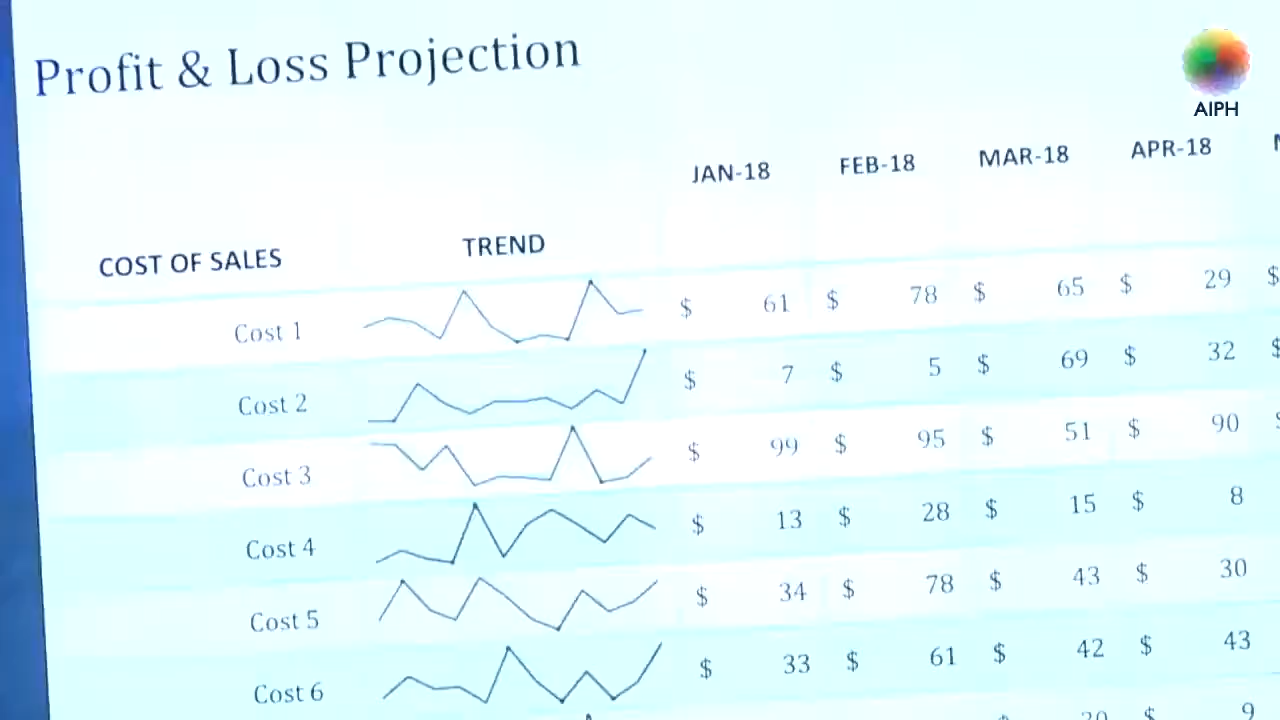 Profit & Loss Projection
AIPH
JAN-18 FEB-18 MAR-18 APR-18
COST OF SALES TREND
Cost 1 $ 61 $ 78 $ 65 $ 29 $
Cost 2 $ 7 $ 5 $ 69 $ 32 $
Cost 3 $ 99 $ 95 $ 51 $ 90
Cost 4 $ 13 $ 28 $ 15 $ 8
Cost 5 $ 34 $ 78 $ 43 $ 30
Cost 6 $ 33 $ 61 $ 42 $ 43
$ 20 $ 9